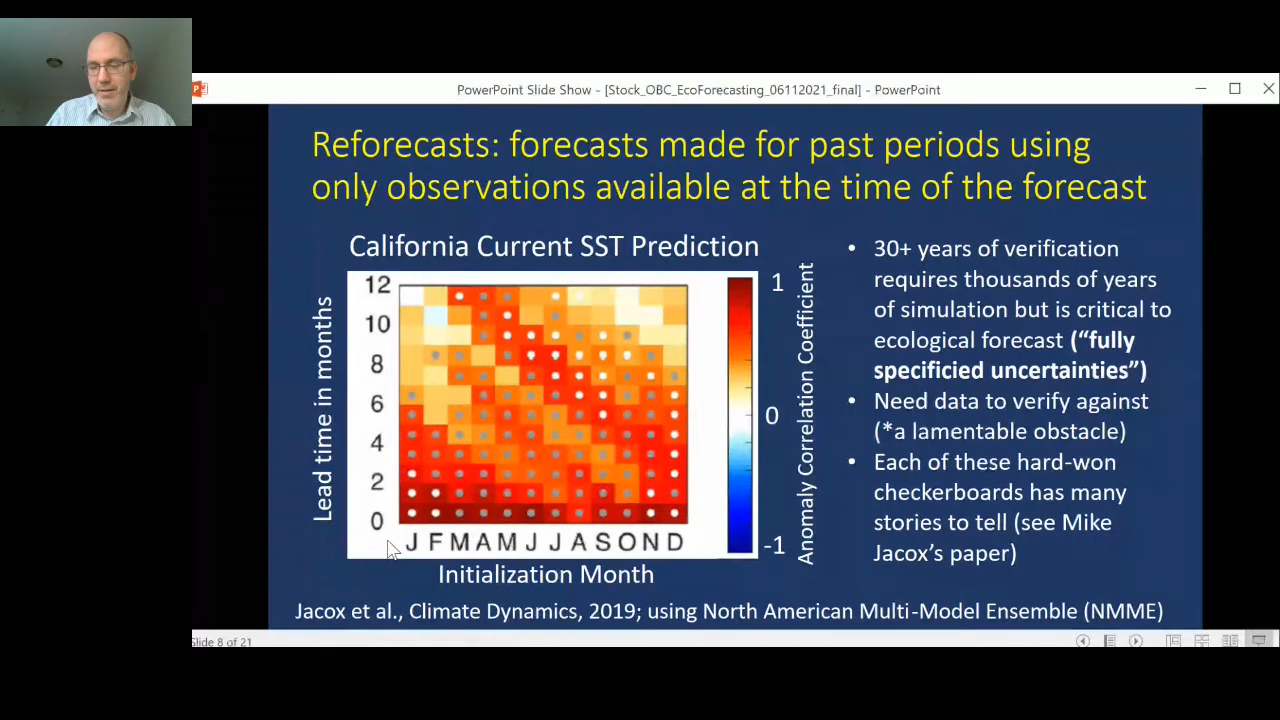 PowerPoint Slide Show - [Stock_OBC_EcoForecasting_06112021_final] - PowerPoint
Reforecasts: forecasts made for past periods using
only observations available at the time of the forecast
California Current SST Prediction
Lead time in months
12
10
8
6
4
2
0
J F M A M J J A S O N D
Initialization Month
1
0
-1
Anomaly Correlation Coefficient
• 30+ years of verification
requires thousands of years
of simulation but is critical to
ecological forecast (“fully
specificied uncertainties”)
• Need data to verify against
(*a lamentable obstacle)
• Each of these hard-won
checkerboards has many
stories to tell (see Mike
Jacox’s paper)
Jacox et al., Climate Dynamics, 2019; using North American Multi-Model Ensemble (NMME)
Slide 8 of 21